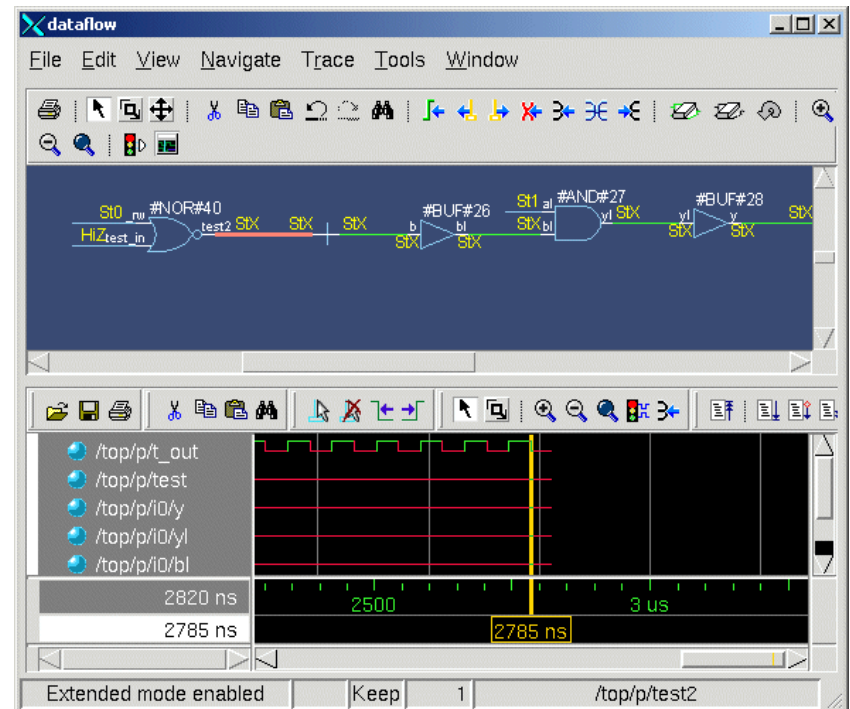 dataflow
File Edit View Navigate Trace Tools Window
St0 _rw #NOR#40
HiZ test_in test2 StX StX StX
b #BUF#26 bl
StX StX
St1 al #AND#27
StX bl yl StX
yl #BUF#28 y StX
StX StX
/top/p/t_out
/top/p/test
/top/p/i0/y
/top/p/i0/yl
/top/p/i0/bl
2820 ns 2500 3 us
2785 ns 2785 ns
Extended mode enabled Keep 1 /top/p/test2